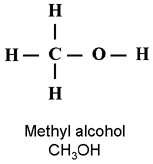 H
H – C – O – H
H
Methyl alcohol
CH₃OH